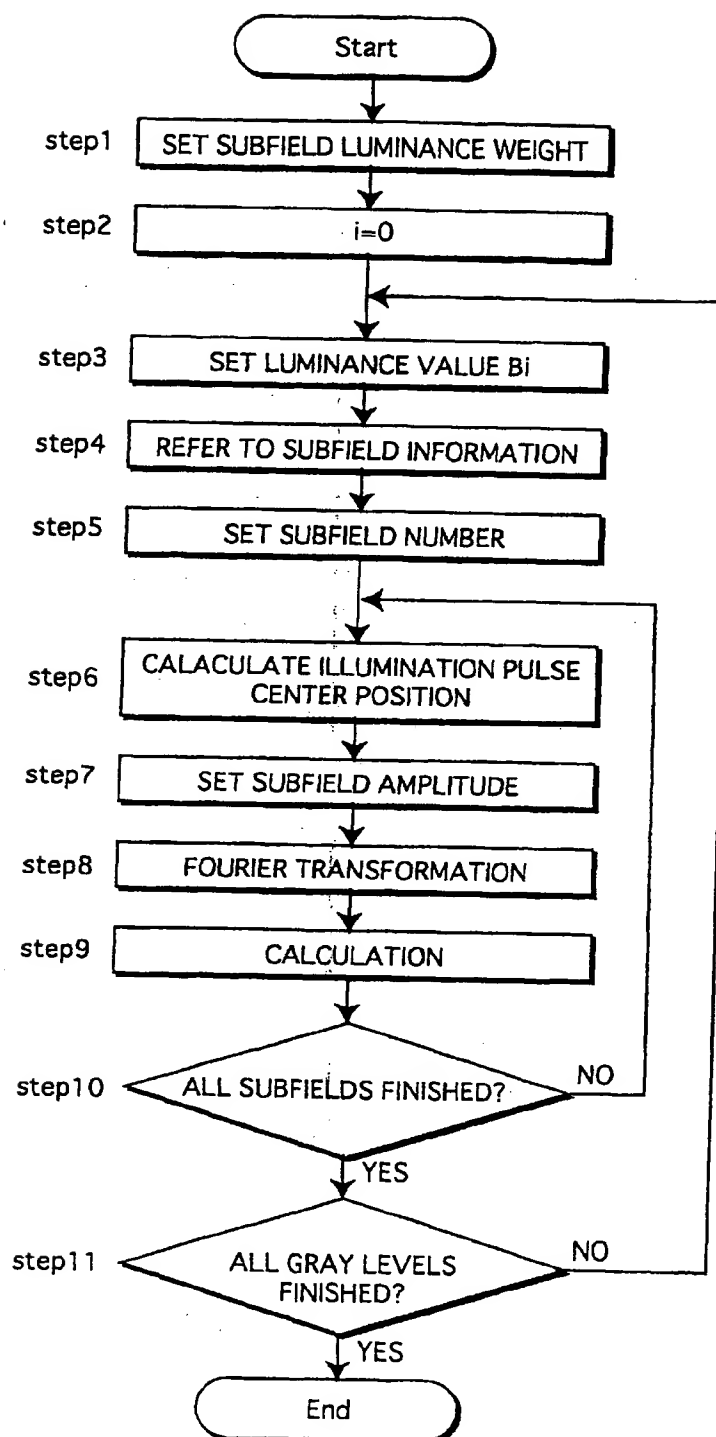 Start
step1 SET SUBFIELD LUMINANCE WEIGHT
step2 i=0
step3 SET LUMINANCE VALUE Bi
step4 REFER TO SUBFIELD INFORMATION
step5 SET SUBFIELD NUMBER
step6 CALACULATE ILLUMINATION PULSE
CENTER POSITION
step7 SET SUBFIELD AMPLITUDE
step8 FOURIER TRANSFORMATION
step9 CALCULATION
step10 ALL SUBFIELDS FINISHED? NO
YES
step11 ALL GRAY LEVELS NO
FINISHED?
YES
End